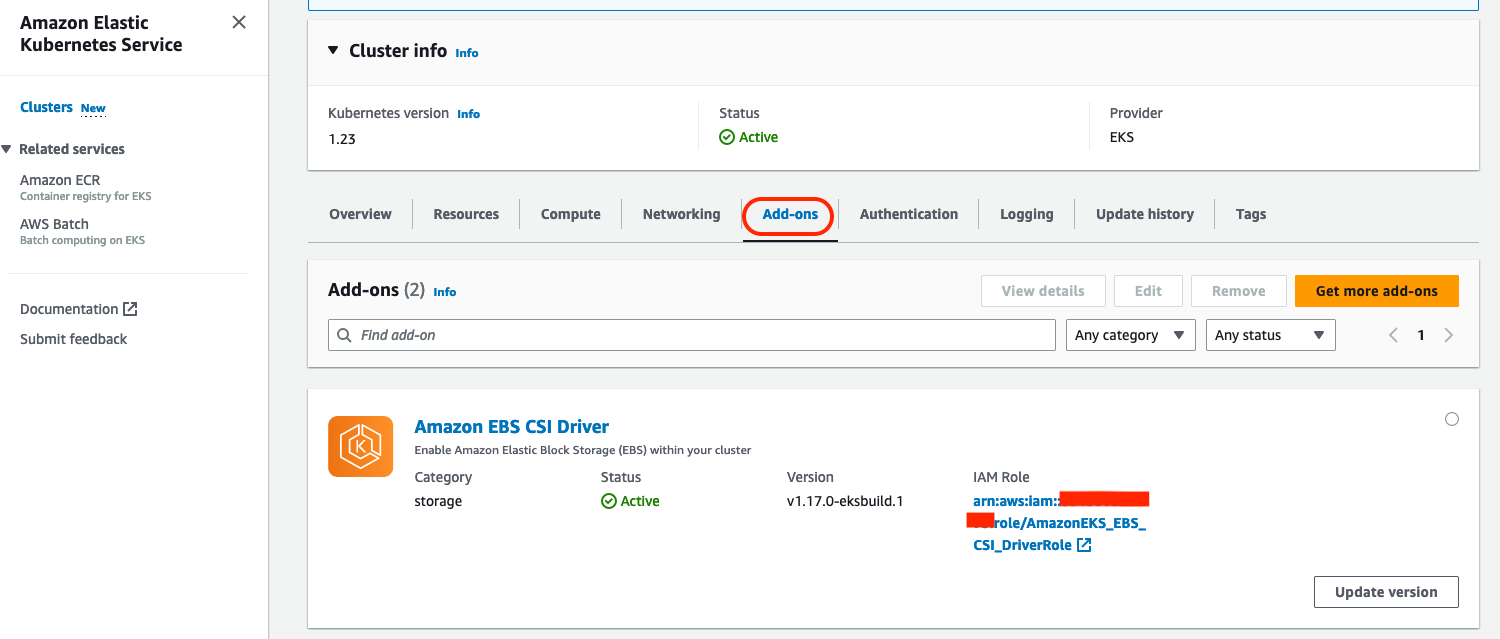 Amazon Elastic
Kubernetes Service
Clusters New
Related services
Amazon ECR
Container registry for EKS
AWS Batch
Batch computing on EKS
Documentation
Submit feedback
Cluster info Info
Kubernetes version Info
1.23
Status
Active
Provider
EKS
Overview Resources Compute Networking Add-ons Authentication Logging Update history Tags
Add-ons (2) Info
View details Edit Remove Get more add-ons
Find add-on Any category Any status 1
Amazon EBS CSI Driver
Enable Amazon Elastic Block Storage (EBS) within your cluster
Category
storage
Status
Active
Version
v1.17.0-eksbuild.1
IAM Role
arn:aws:iam::
role/AmazonEKS_EBS_
CSI_DriverRole
Update version